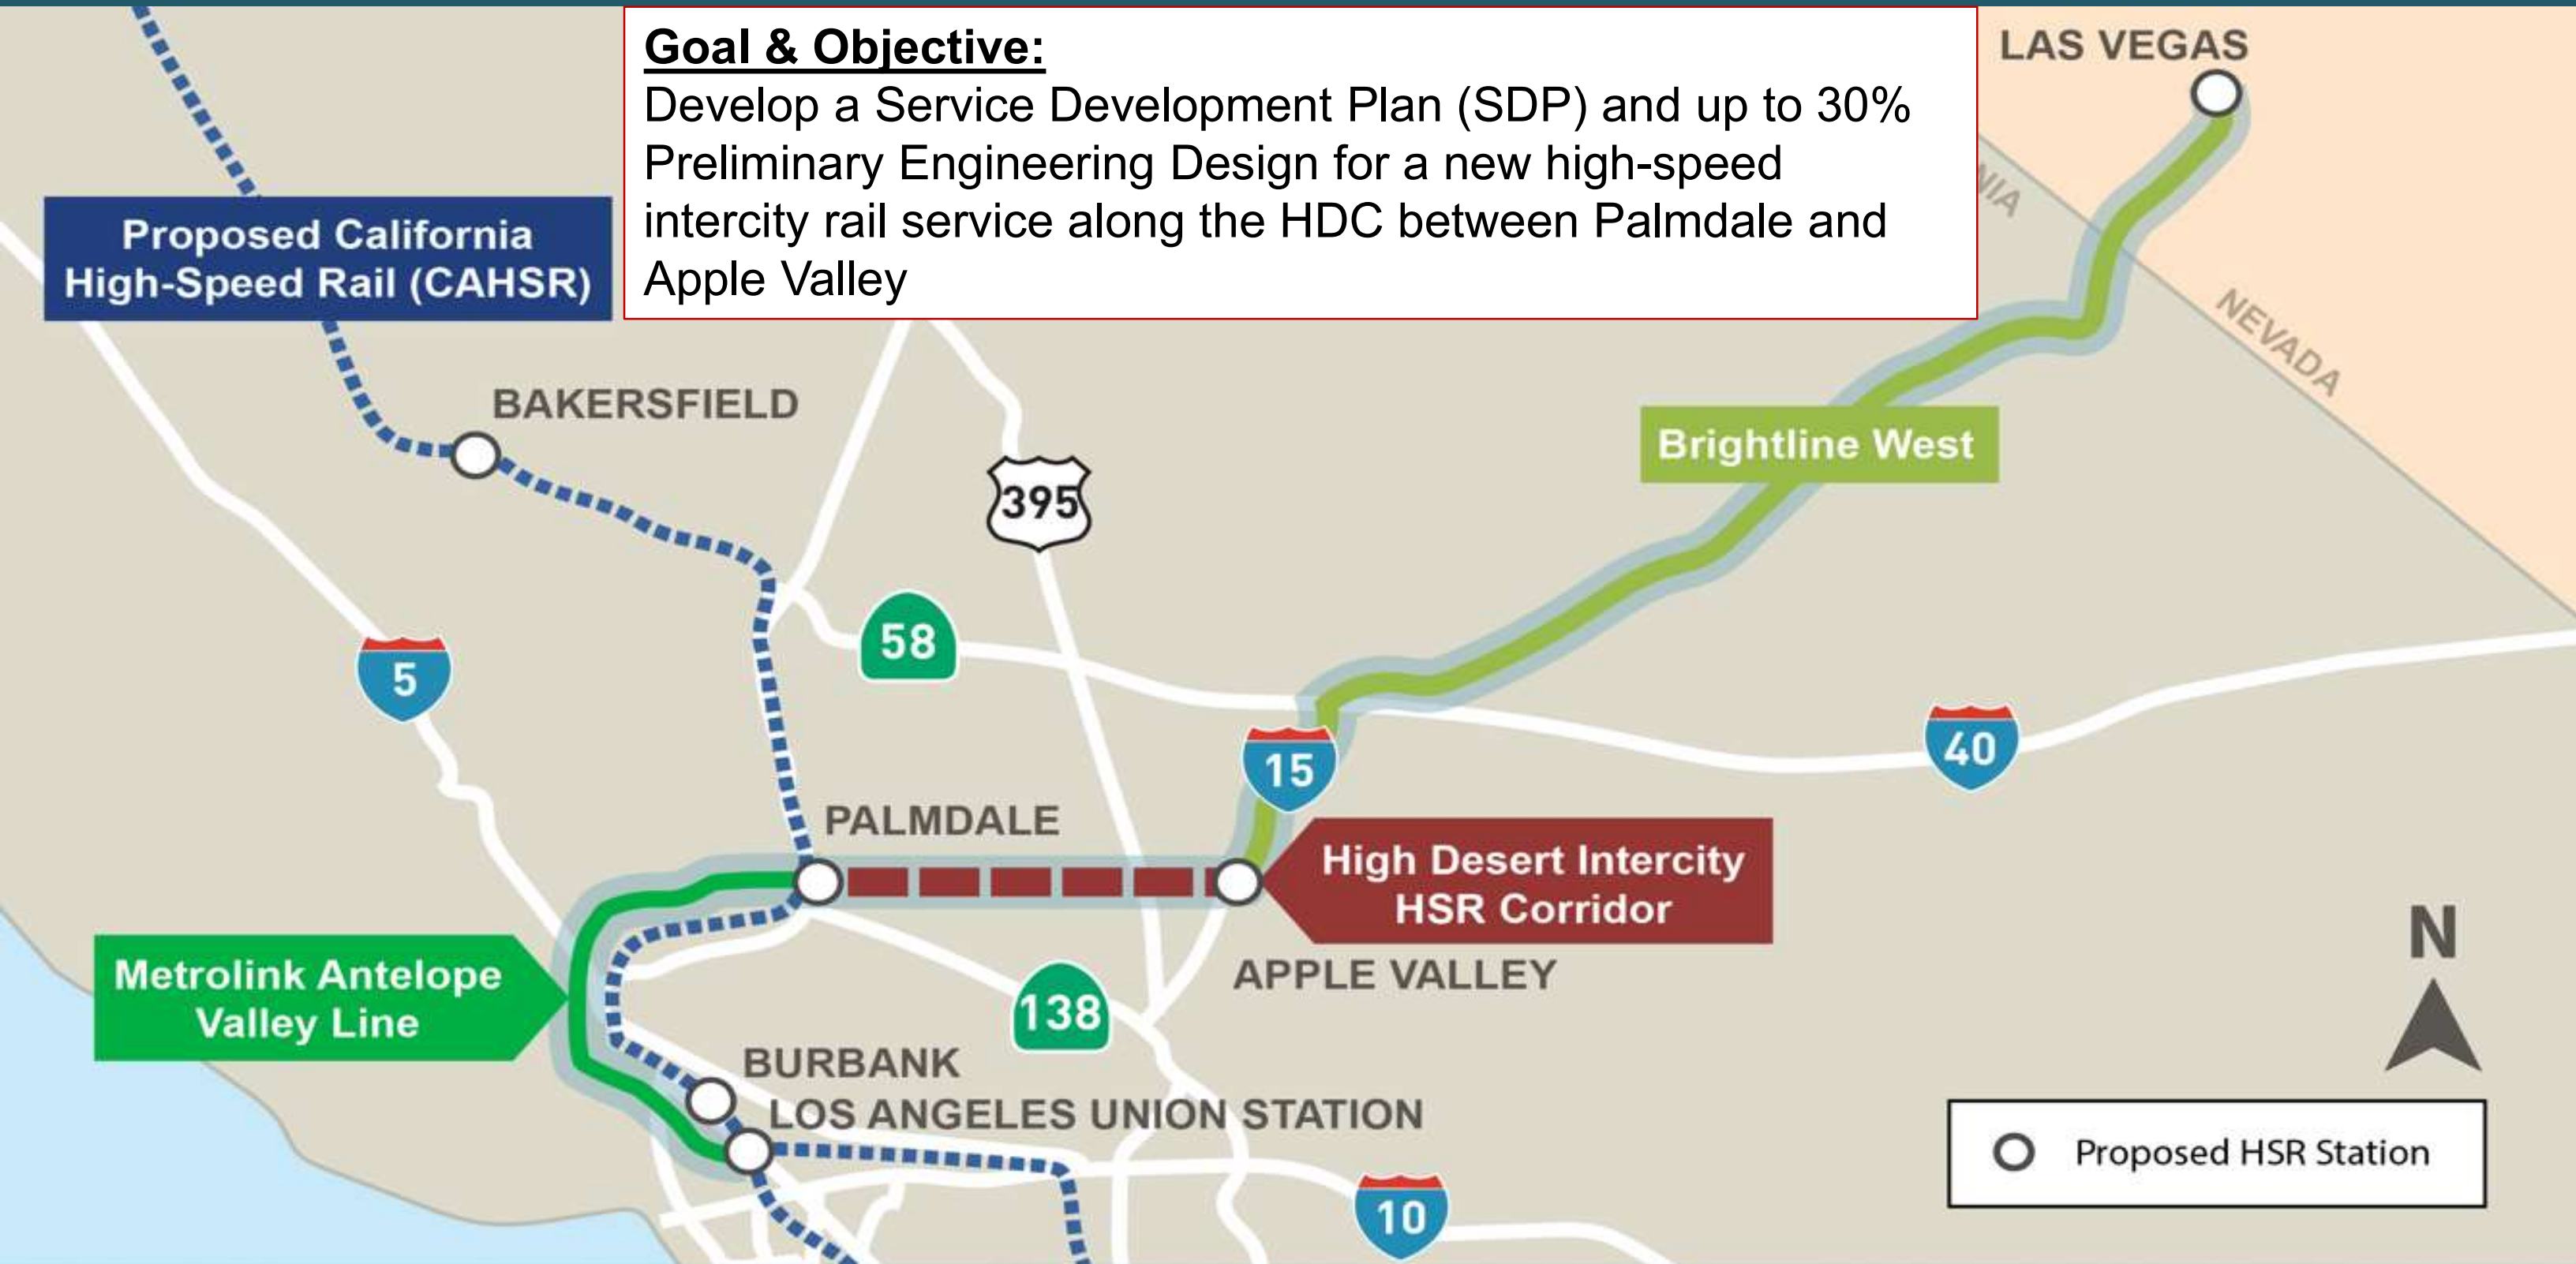 Goal & Objective:
Develop a Service Development Plan (SDP) and up to 30%
Preliminary Engineering Design for a new high-speed
intercity rail service along the HDC between Palmdale and
Apple Valley
LAS VEGAS
NIA
NEVADA
Proposed California
High-Speed Rail (CAHSR)
BAKERSFIELD
395
Brightline West
58
5
15
40
PALMDALE
High Desert Intercity
HSR Corridor
APPLE VALLEY
Metrolink Antelope
Valley Line
138
N
BURBANK
LOS ANGELES UNION STATION
Proposed HSR Station
10